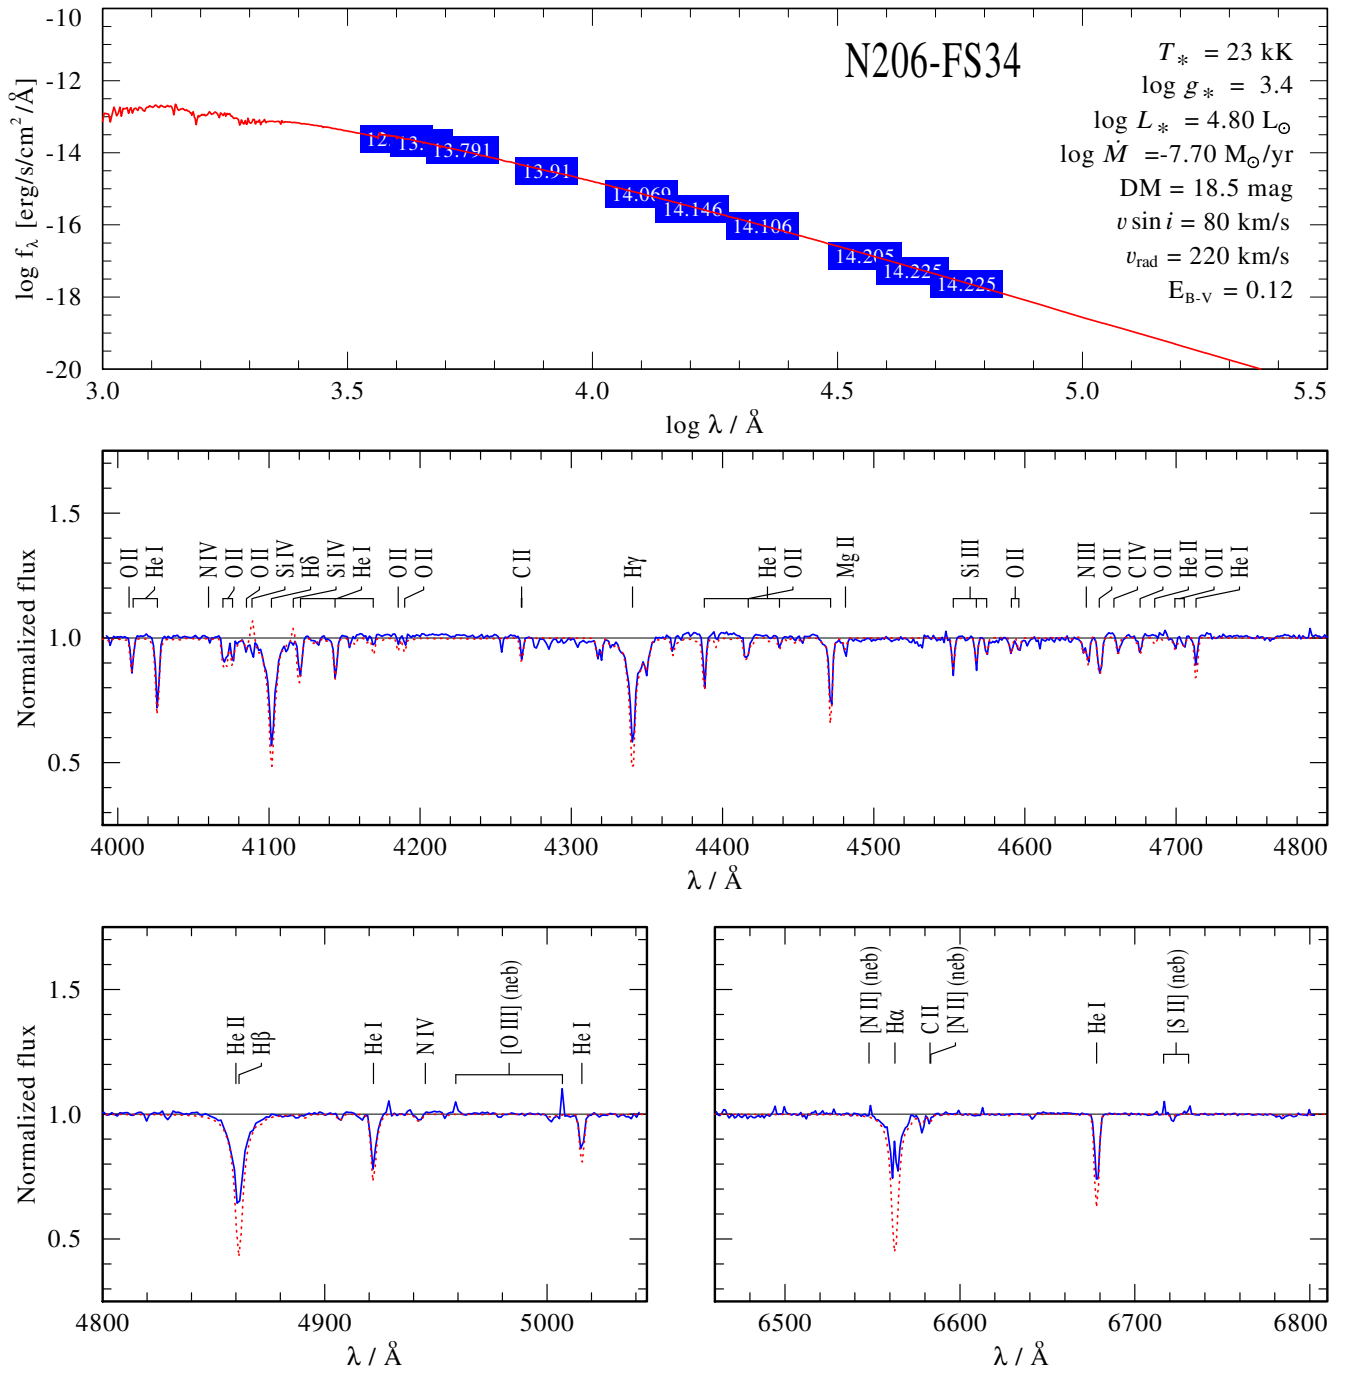 N206-FS34
T* = 23 kK
log g* = 3.4
log L* = 4.80 L⊙
log Ṁ =-7.70 M⊙/yr
DM = 18.5 mag
v sin i = 80 km/s
vrad = 220 km/s
EB-V = 0.12
log fλ [erg/s/cm²/Å]
-10
-12
-14
-16
-18
-20
12. 13. 13.791
13.91
14.069
14.146
14.106
14.205
14.225
14.225
3.0 3.5 4.0 4.5 5.0 5.5
log λ / Å
Normalized flux
1.5
1.0
0.5
O II He I N IV O II O II Si IV Hδ Si IV He I O II O II C II Hγ He I O II Mg II Si III O II N III O II C IV O II He II O II He I
4000 4100 4200 4300 4400 4500 4600 4700 4800
λ / Å
Normalized flux
1.5
1.0
0.5
He II Hβ He I N IV [O III] (neb) He I
4800 4900 5000
λ / Å
[N II] (neb) Hα C II [N II] (neb) He I [S II] (neb)
6500 6600 6700 6800
λ / Å